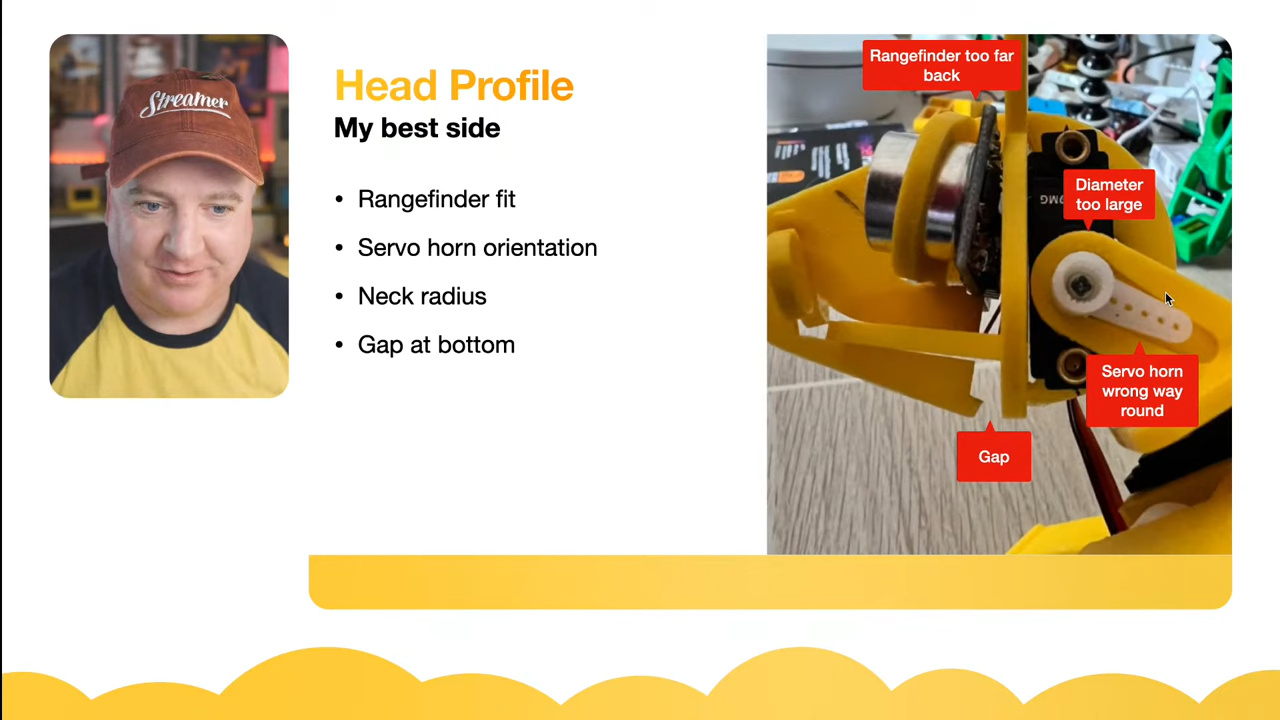 Streamer
Head Profile
My best side
• Rangefinder fit
• Servo horn orientation
• Neck radius
• Gap at bottom
Rangefinder too far
back
Diameter
too large
Servo horn
wrong way
round
Gap